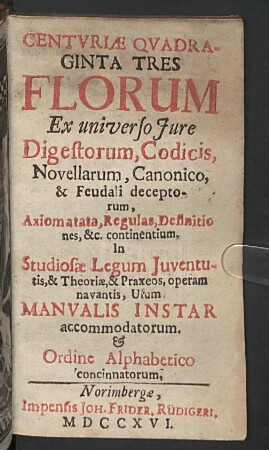 CENTVRIÆ QVADRA-
GINTA TRES
FLORUM
Ex universo Jure
Digestorum, Codicis,
Novellarum, Canonico,
& Feudali decepto-
rum,
Axiomatata, Regulas, Definitio
nes, &c. continentium.
In
Studiosæ Legum Juventu-
tis, & Theoriæ, & Praxeos, operam
navantis, Usum
MANVALIS INSTAR
accommodatorum.
&
Ordine Alphabetico
concinnatorum,
Norimbergæ,
Impensis JOH. FRIDER. RÜDIGERI.
MDCCXVI.